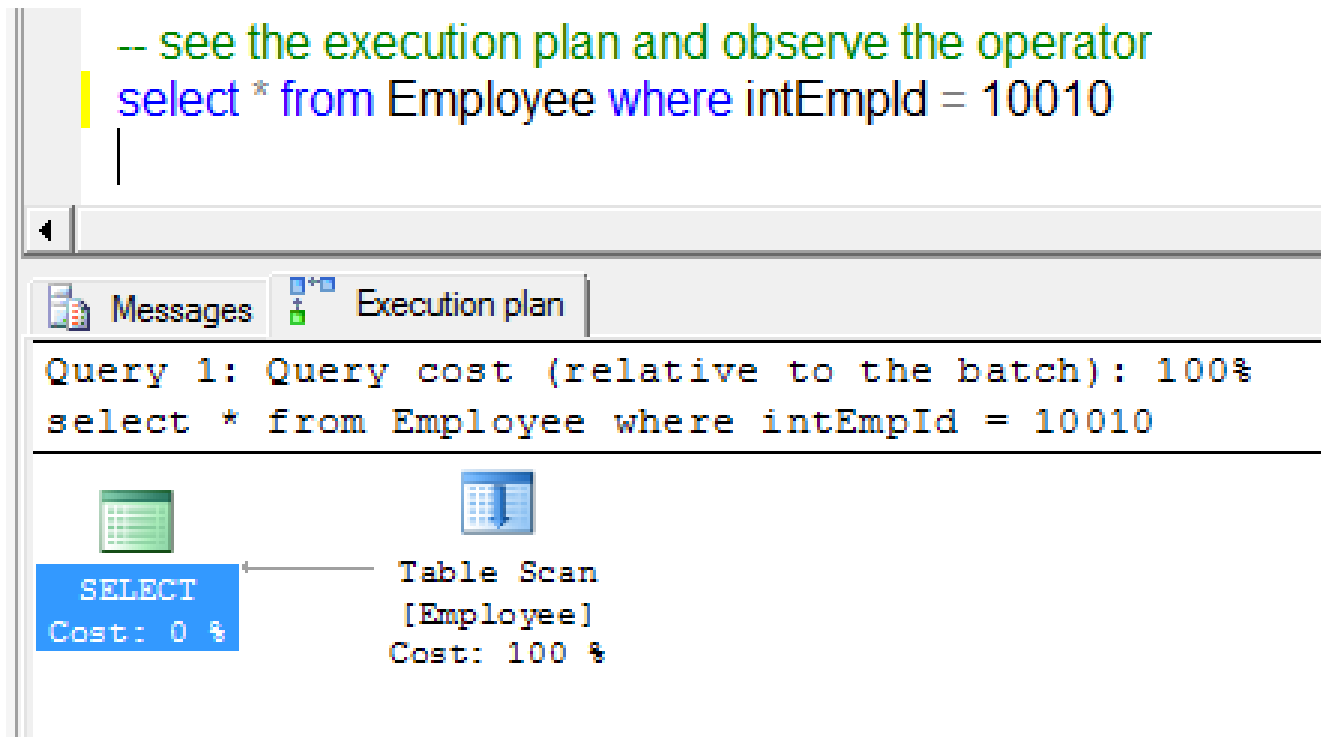 -- see the execution plan and observe the operator
select * from Employee where intEmpId = 10010
Messages
Execution plan
Query 1: Query cost (relative to the batch): 100%
select * from Employee where intEmpId = 10010
SELECT
Cost: 0 %
Table Scan
[Employee]
Cost: 100 %